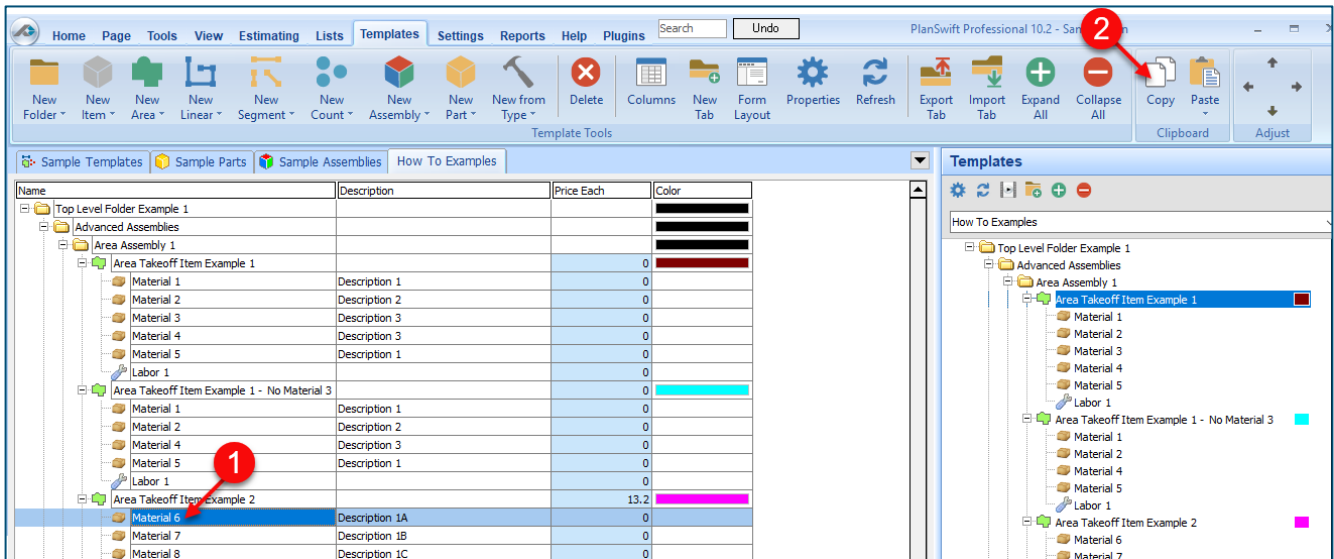 Home Page Tools View Estimating Lists Templates Settings Reports Help Plugins Search Undo PlanSwift Professional 10.2 - 2
New Folder New Item New Area New Linear New Segment New Count New Assembly New Part New from Type Delete Columns New Tab Form Layout Properties Refresh Export Tab Import Tab Expand All Collapse All Copy Paste
Template Tools Clipboard Adjust
Sample Templates Sample Parts Sample Assemblies How To Examples Templates
Name Description Price Each Color
How To Examples
Top Level Folder Example 1
Advanced Assemblies
Area Assembly 1
Area Takeoff Item Example 1 0
Material 1 Description 1 0
Material 2 Description 2 0
Material 3 Description 3 0
Material 4 Description 3 0
Material 5 Description 1 0
Labor 1 0
Area Takeoff Item Example 1 - No Material 3 0
Material 1 Description 1 0
Material 2 Description 2 0
Material 4 Description 3 0
Material 5 Description 1 0
1
Labor 1 0
Area Takeoff Item Example 2 13.2
Material 6 Description 1A 0
Material 7 Description 1B 0
Material 8 Description 1C 0
Top Level Folder Example 1
Advanced Assemblies
Area Assembly 1
Area Takeoff Item Example 1
Material 1
Material 2
Material 3
Material 4
Material 5
Labor 1
Area Takeoff Item Example 1 - No Material 3
Material 1
Material 2
Material 4
Material 5
Labor 1
Area Takeoff Item Example 2
Material 6
Material 7